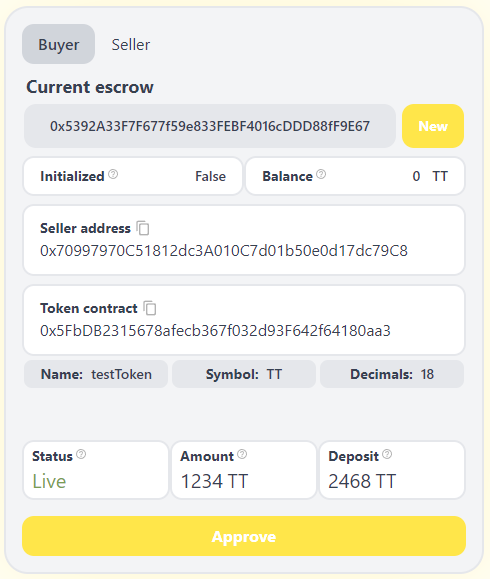 Buyer Seller
Current escrow
0x5392A33F7F677f59e833FEBF4016cDDD88fF9E67 New
Initialized False Balance 0 TT
Seller address
0x70997970C51812dc3A010C7d01b50e0d17dc79C8
Token contract
0x5FbDB2315678afecb367f032d93F642f64180aa3
Name: testToken Symbol: TT Decimals: 18
Status Amount Deposit
Live 1234 TT 2468 TT
Approve